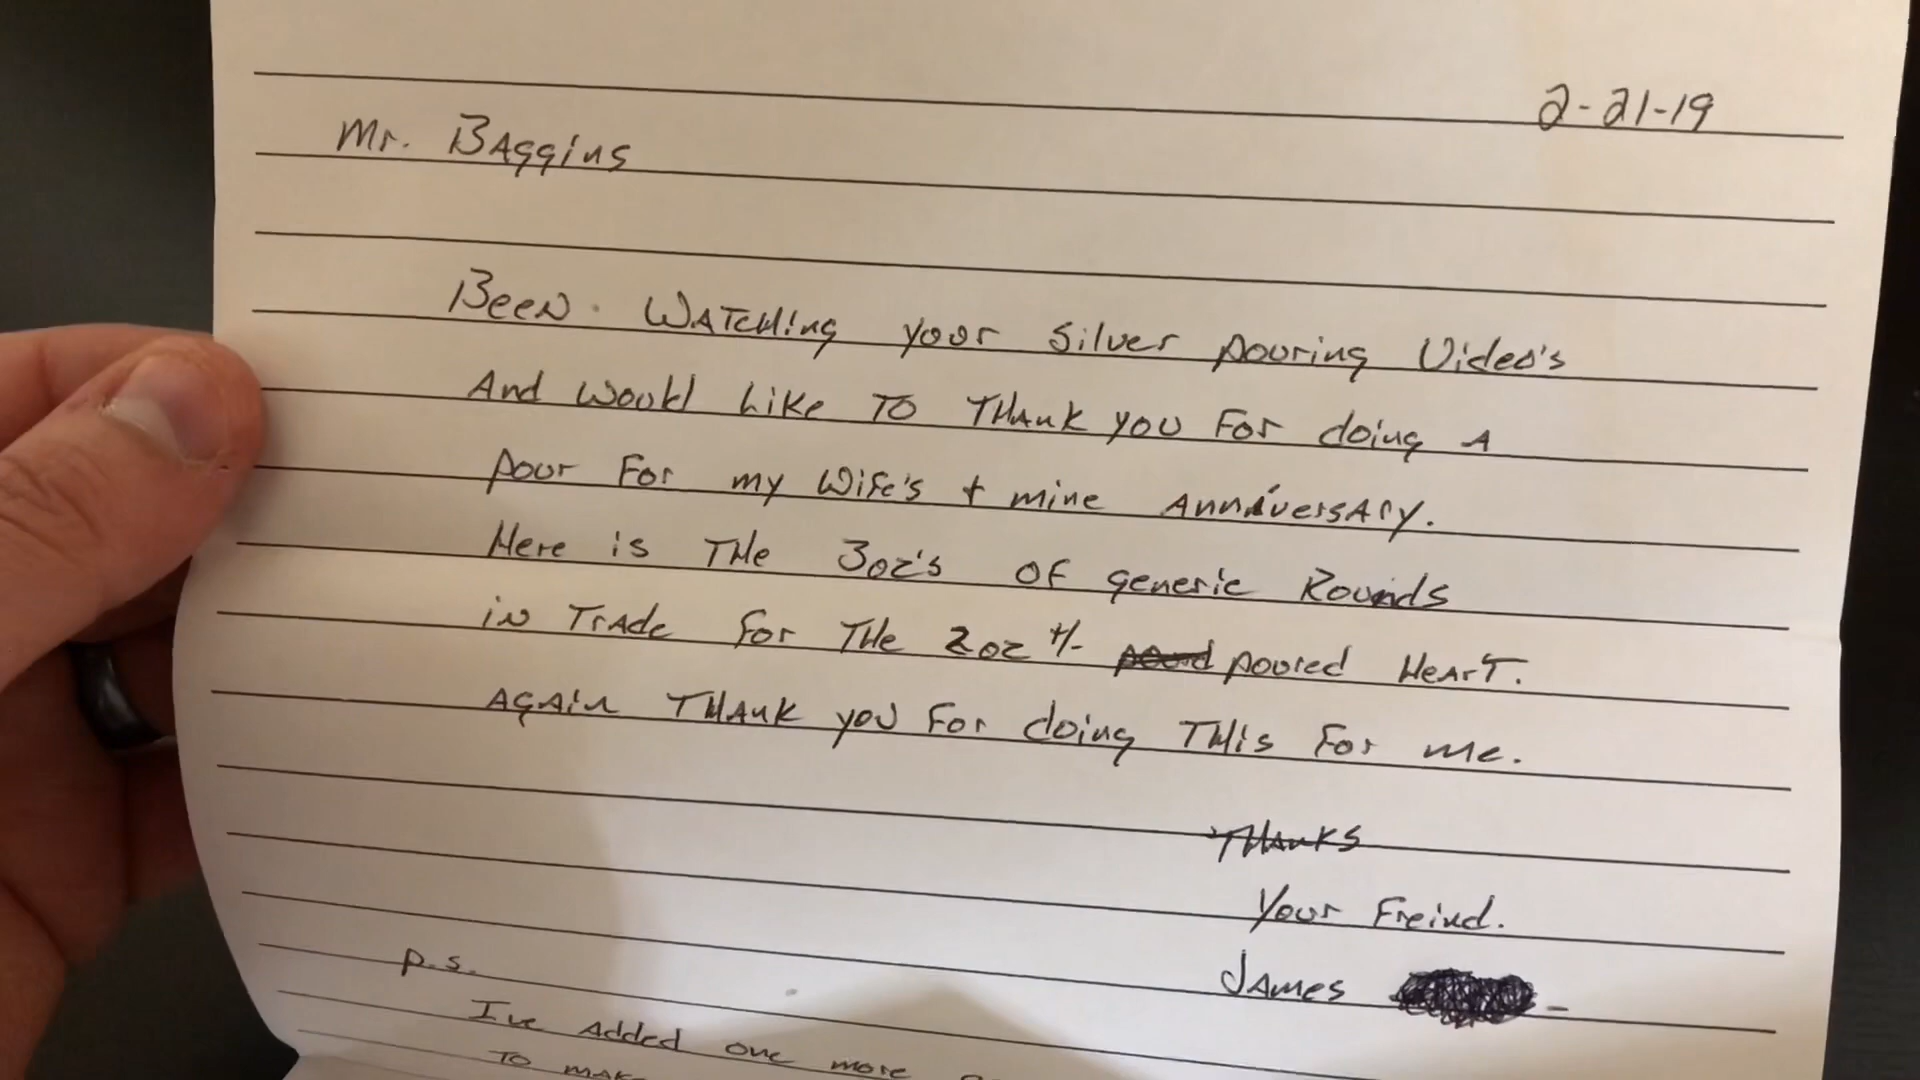 2-21-19
Mr. Baggins
Been. Watching your Silver pouring Video's
And would Like To Thank you For doing A
pour For my Wife's + mine Anniversary.
Here is The 3oz's of generic Rounds
in Trade for The 2oz +/- poured Heart.
Again Thank you For doing This For me.
Thanks
Your Freind.
James
p.s.
I've Added one more
To